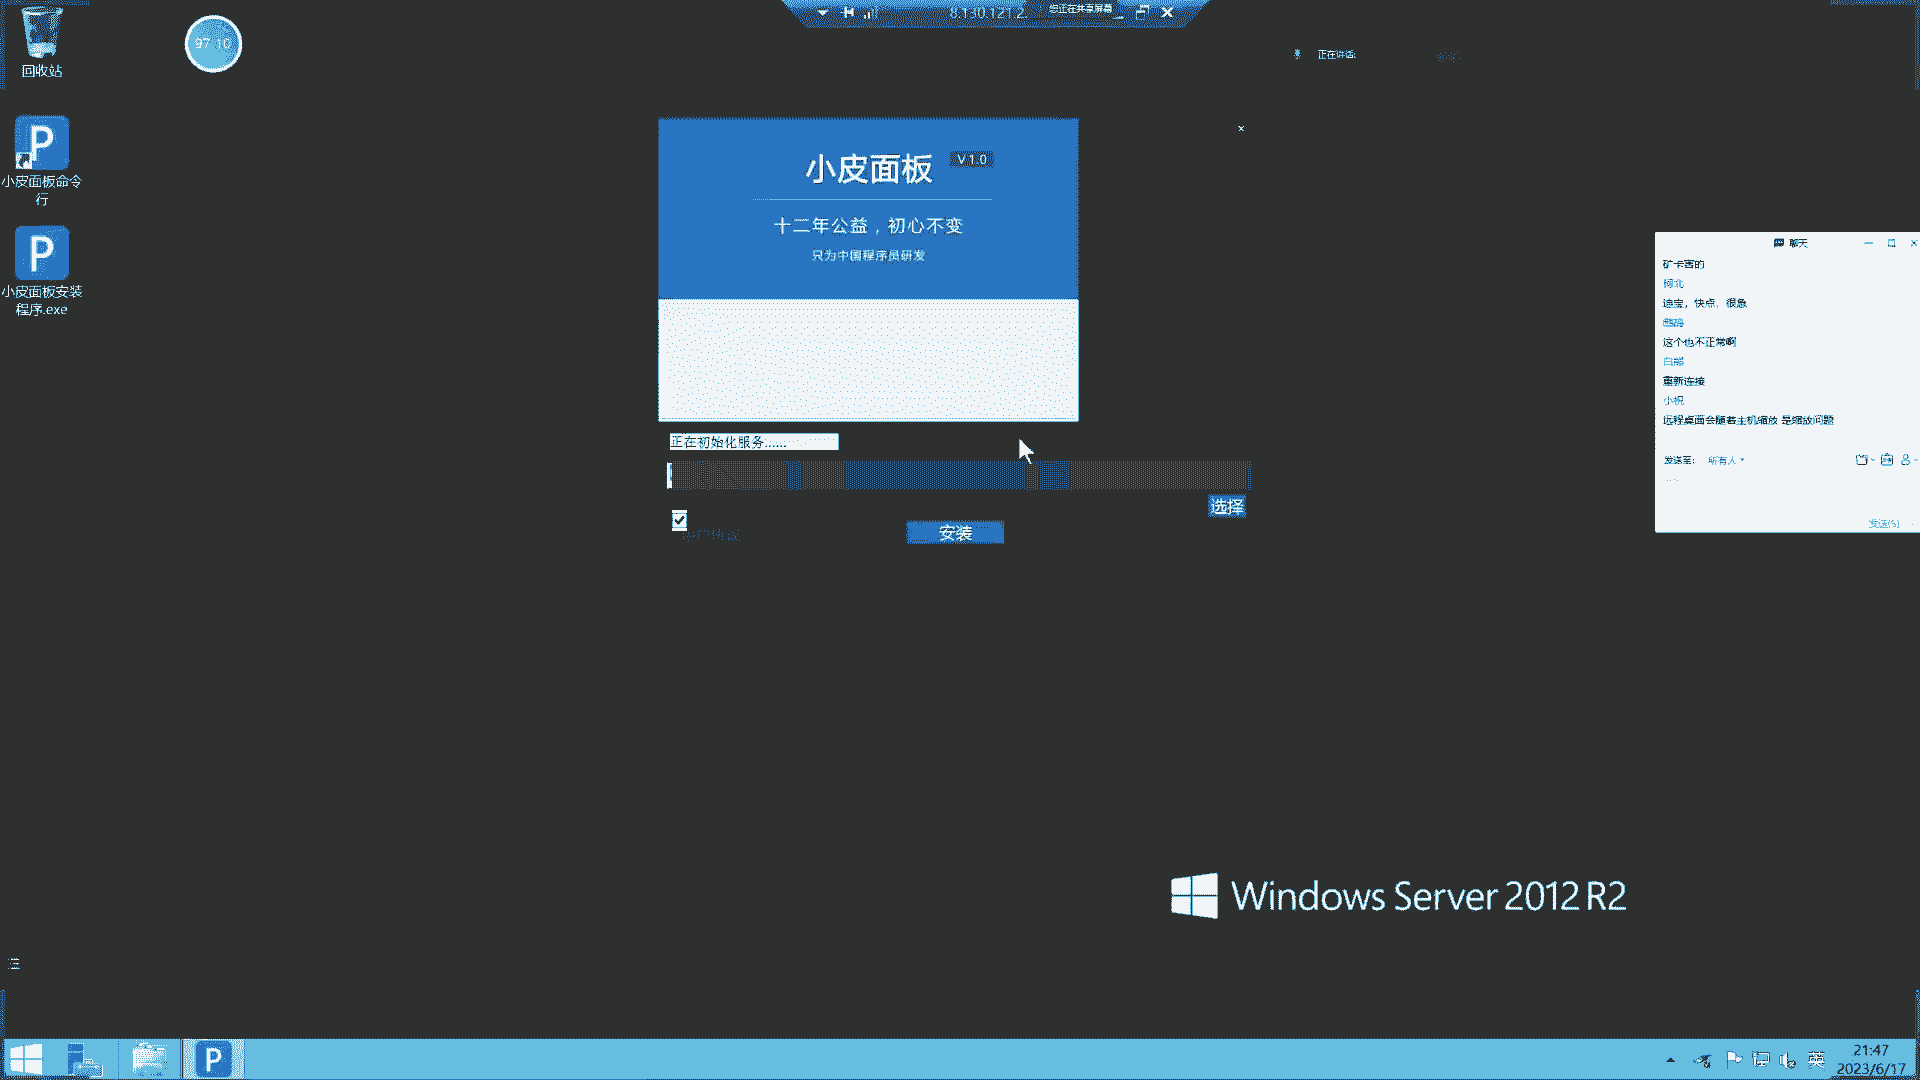 回收站
97:10
8.130.121.2.
您正在共享屏幕
正在讲话:
小皮面板命令
行
小皮面板安装
程序.exe
小皮面板 V1.0
十二年公益，初心不变
只为中国程序员研发
正在初始化服务......
选择
安装
聊天
矿卡害的
柯北
迪宝，快点，很急
这个也不正常啊
白部
重新连接
小祝
远程桌面会随着主机缩放 是缩放问题
发送至: 所有人
发送(S)
Windows Server 2012 R2
英
21:47
2023/6/17